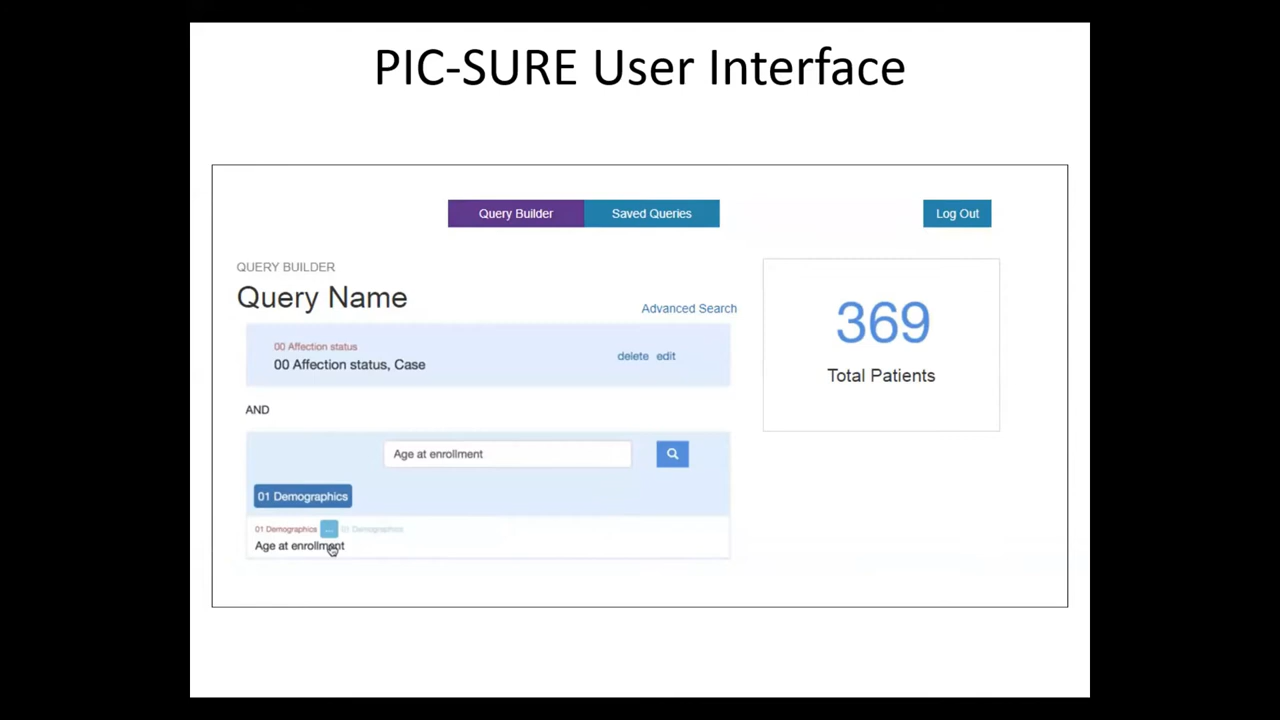 PIC-SURE User Interface
Query Builder
Saved Queries
Log Out
QUERY BUILDER
Query Name
Advanced Search
00 Affection status
00 Affection status, Case
delete edit
369
Total Patients
AND
Age at enrollment
01 Demographics
01 Demographics ... 01 Demographics
Age at enrollment